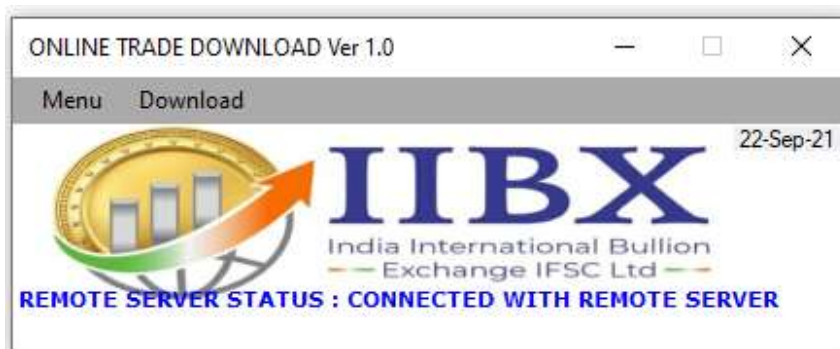 ONLINE TRADE DOWNLOAD Ver 1.0
Menu Download
22-Sep-21
IIBX
India International Bullion
Exchange IFSC Ltd
REMOTE SERVER STATUS : CONNECTED WITH REMOTE SERVER